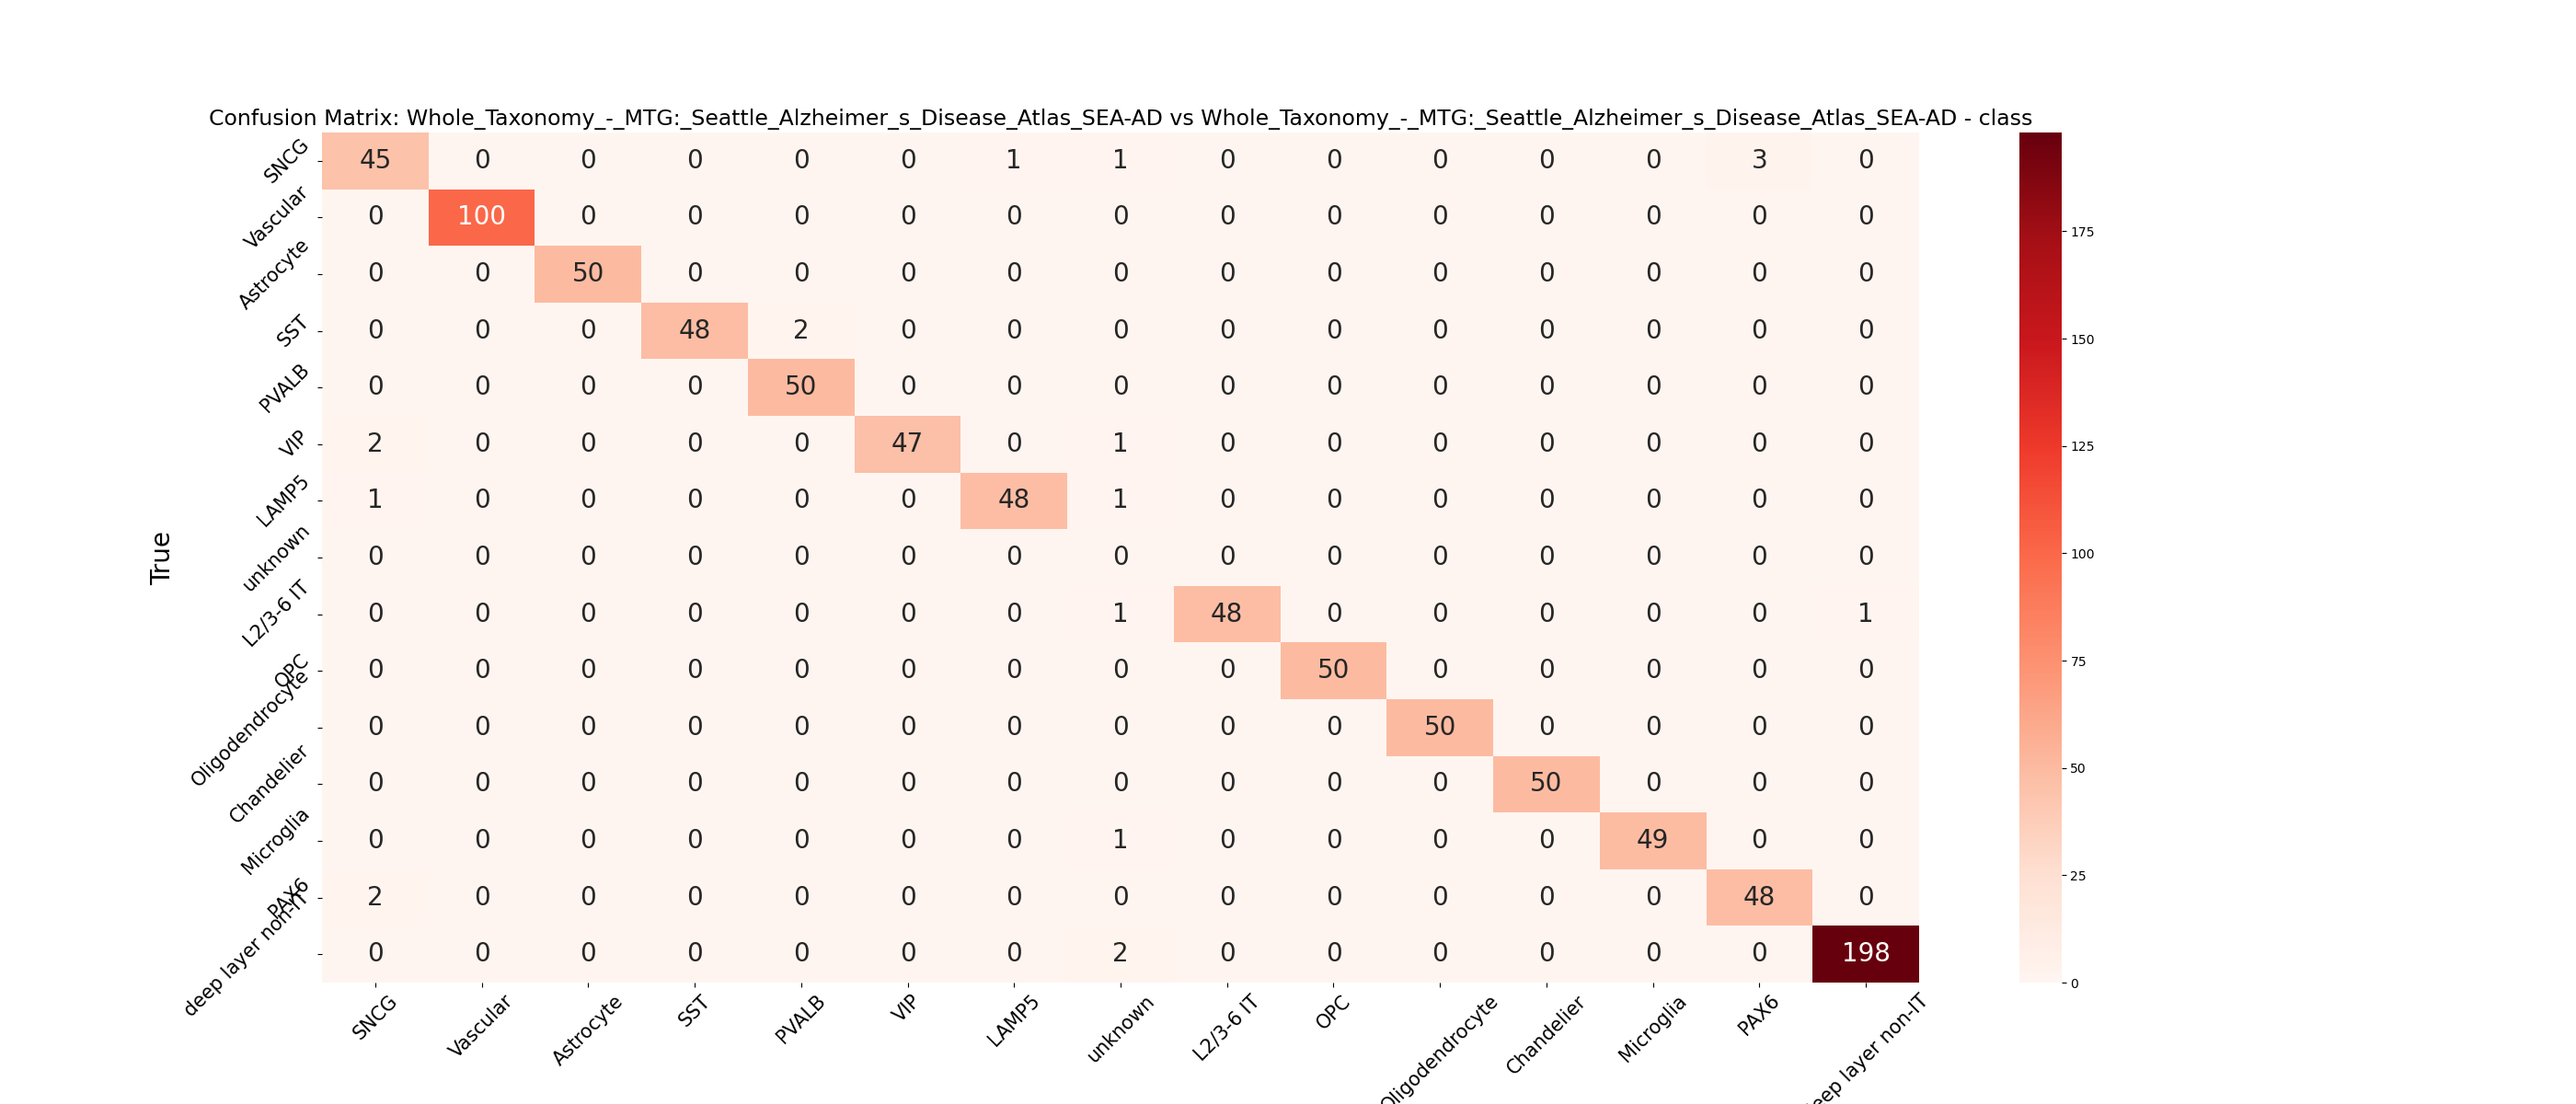 Confusion Matrix: Whole_Taxonomy_-_MTG:_Seattle_Alzheimer_s_Disease_Atlas_SEA-AD vs Whole_Taxonomy_-_MTG:_Seattle_Alzheimer_s_Disease_Atlas_SEA-AD - class
True
SNCG 45 0 0 0 0 0 1 1 0 0 0 0 0 3 0
Vascular 0 100 0 0 0 0 0 0 0 0 0 0 0 0 0
Astrocyte 0 0 50 0 0 0 0 0 0 0 0 0 0 0 0
SST 0 0 0 48 2 0 0 0 0 0 0 0 0 0 0
PVALB 0 0 0 0 50 0 0 0 0 0 0 0 0 0 0
VIP 2 0 0 0 0 47 0 1 0 0 0 0 0 0 0
LAMP5 1 0 0 0 0 0 48 1 0 0 0 0 0 0 0
unknown 0 0 0 0 0 0 0 0 0 0 0 0 0 0 0
L2/3-6 IT 0 0 0 0 0 0 0 1 48 0 0 0 0 0 1
OPC 0 0 0 0 0 0 0 0 0 50 0 0 0 0 0
Oligodendrocyte 0 0 0 0 0 0 0 0 0 0 50 0 0 0 0
Chandelier 0 0 0 0 0 0 0 0 0 0 0 50 0 0 0
Microglia 0 0 0 0 0 0 0 1 0 0 0 0 49 0 0
PAX6 2 0 0 0 0 0 0 0 0 0 0 0 0 48 0
deep layer non-IT 0 0 0 0 0 0 0 2 0 0 0 0 0 0 198
SNCG Vascular Astrocyte SST PVALB VIP LAMP5 unknown L2/3-6 IT OPC Oligodendrocyte Chandelier Microglia PAX6 eep layer non-IT
175
150
125
100
75
50
25
0